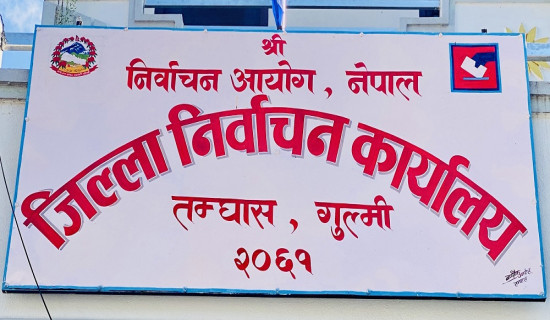 श्री
निर्वाचन आयोग , नेपाल
जिल्ला निर्वाचन कार्यालय
तम्घास , गुल्मी
२०६१